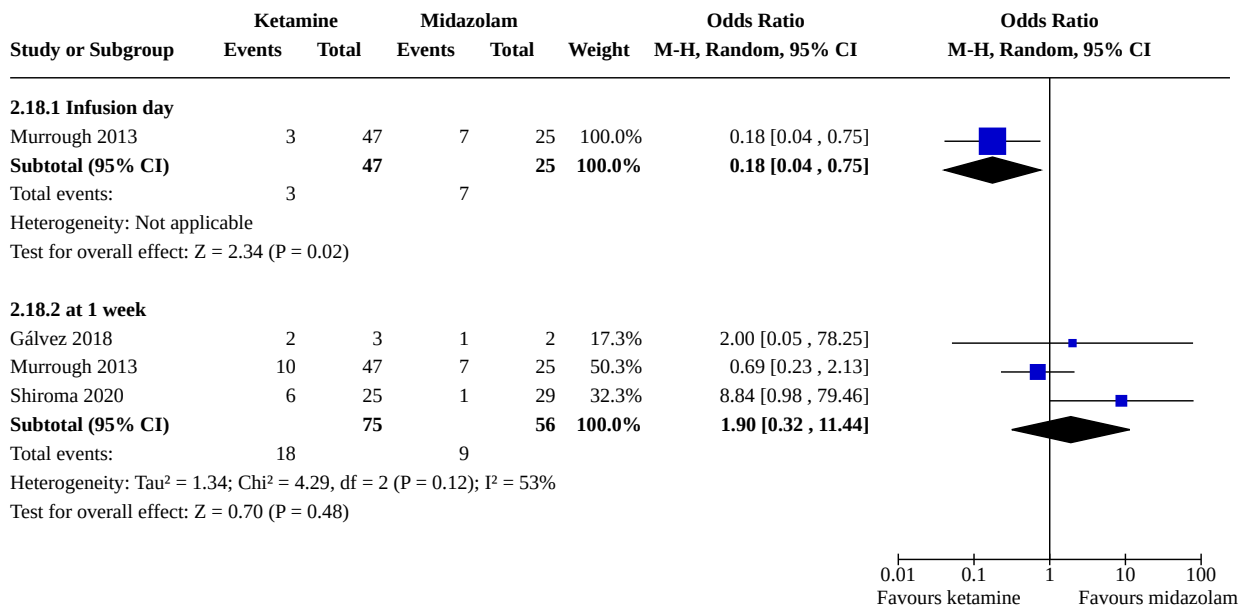 Ketamine Midazolam Odds Ratio Odds Ratio
Study or Subgroup Events Total Events Total Weight M-H, Random, 95% CI M-H, Random, 95% CI
2.18.1 Infusion day
Murrough 2013 3 47 7 25 100.0% 0.18 [0.04 , 0.75]
Subtotal (95% CI) 47 25 100.0% 0.18 [0.04 , 0.75]
Total events: 3 7
Heterogeneity: Not applicable
Test for overall effect: Z = 2.34 (P = 0.02)
2.18.2 at 1 week
Gálvez 2018 2 3 1 2 17.3% 2.00 [0.05 , 78.25]
Murrough 2013 10 47 7 25 50.3% 0.69 [0.23 , 2.13]
Shiroma 2020 6 25 1 29 32.3% 8.84 [0.98 , 79.46]
Subtotal (95% CI) 75 56 100.0% 1.90 [0.32 , 11.44]
Total events: 18 9
Heterogeneity: Tau² = 1.34; Chi² = 4.29, df = 2 (P = 0.12); I² = 53%
Test for overall effect: Z = 0.70 (P = 0.48)
0.01 0.1 1 10 100
Favours ketamine Favours midazolam